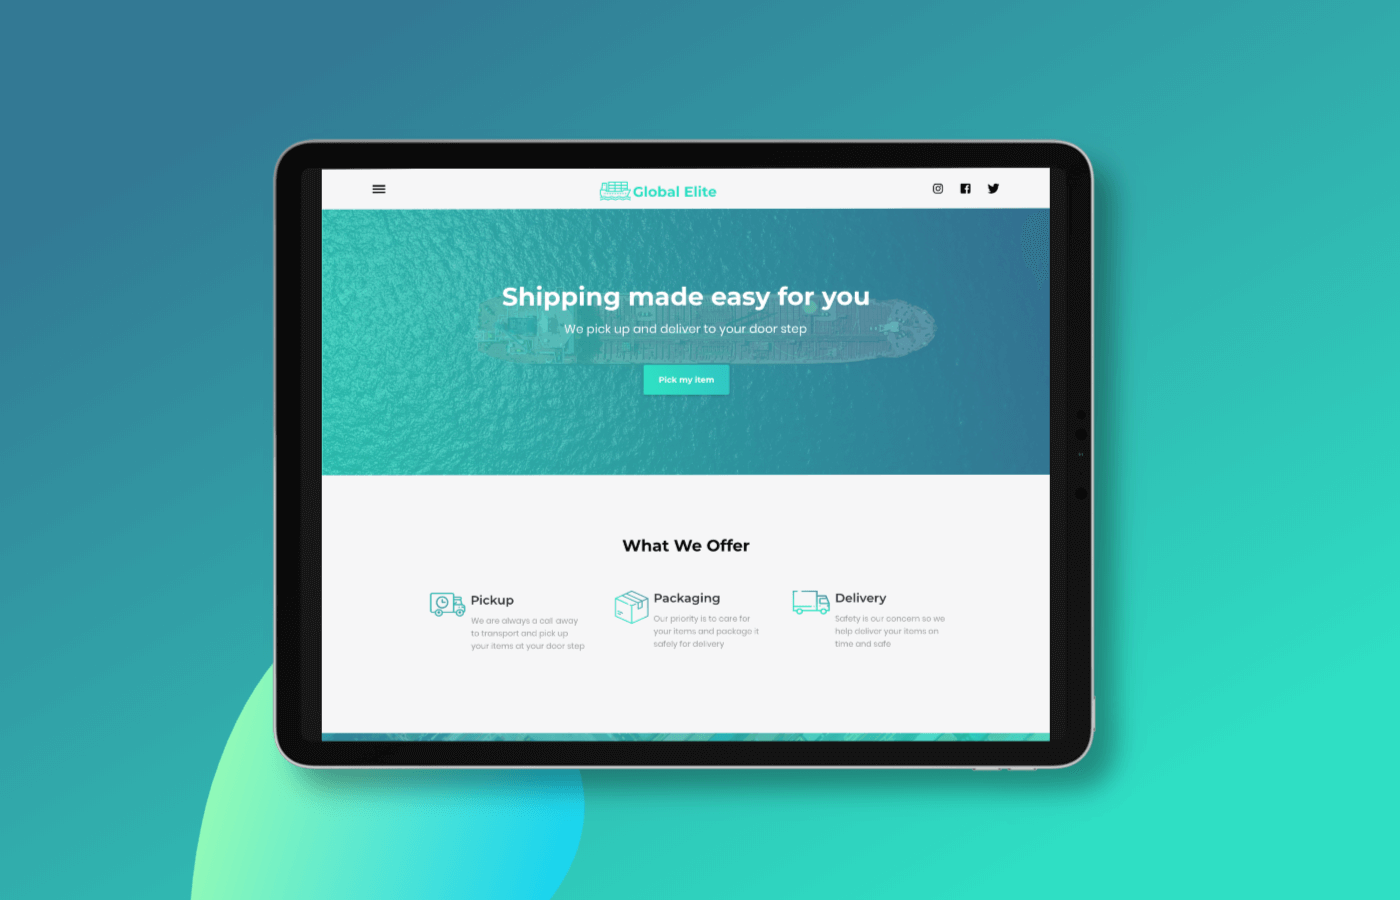 Global Elite
Shipping made easy for you
We pick up and deliver to your door step
Pick my item
What We Offer
Pickup
We are always a call away
to transport and pick up
your items at your door step
Packaging
Our priority is to care for
your items and package it
safely for delivery
Delivery
Safety is our concern so we
help deliver your items on
time and safe